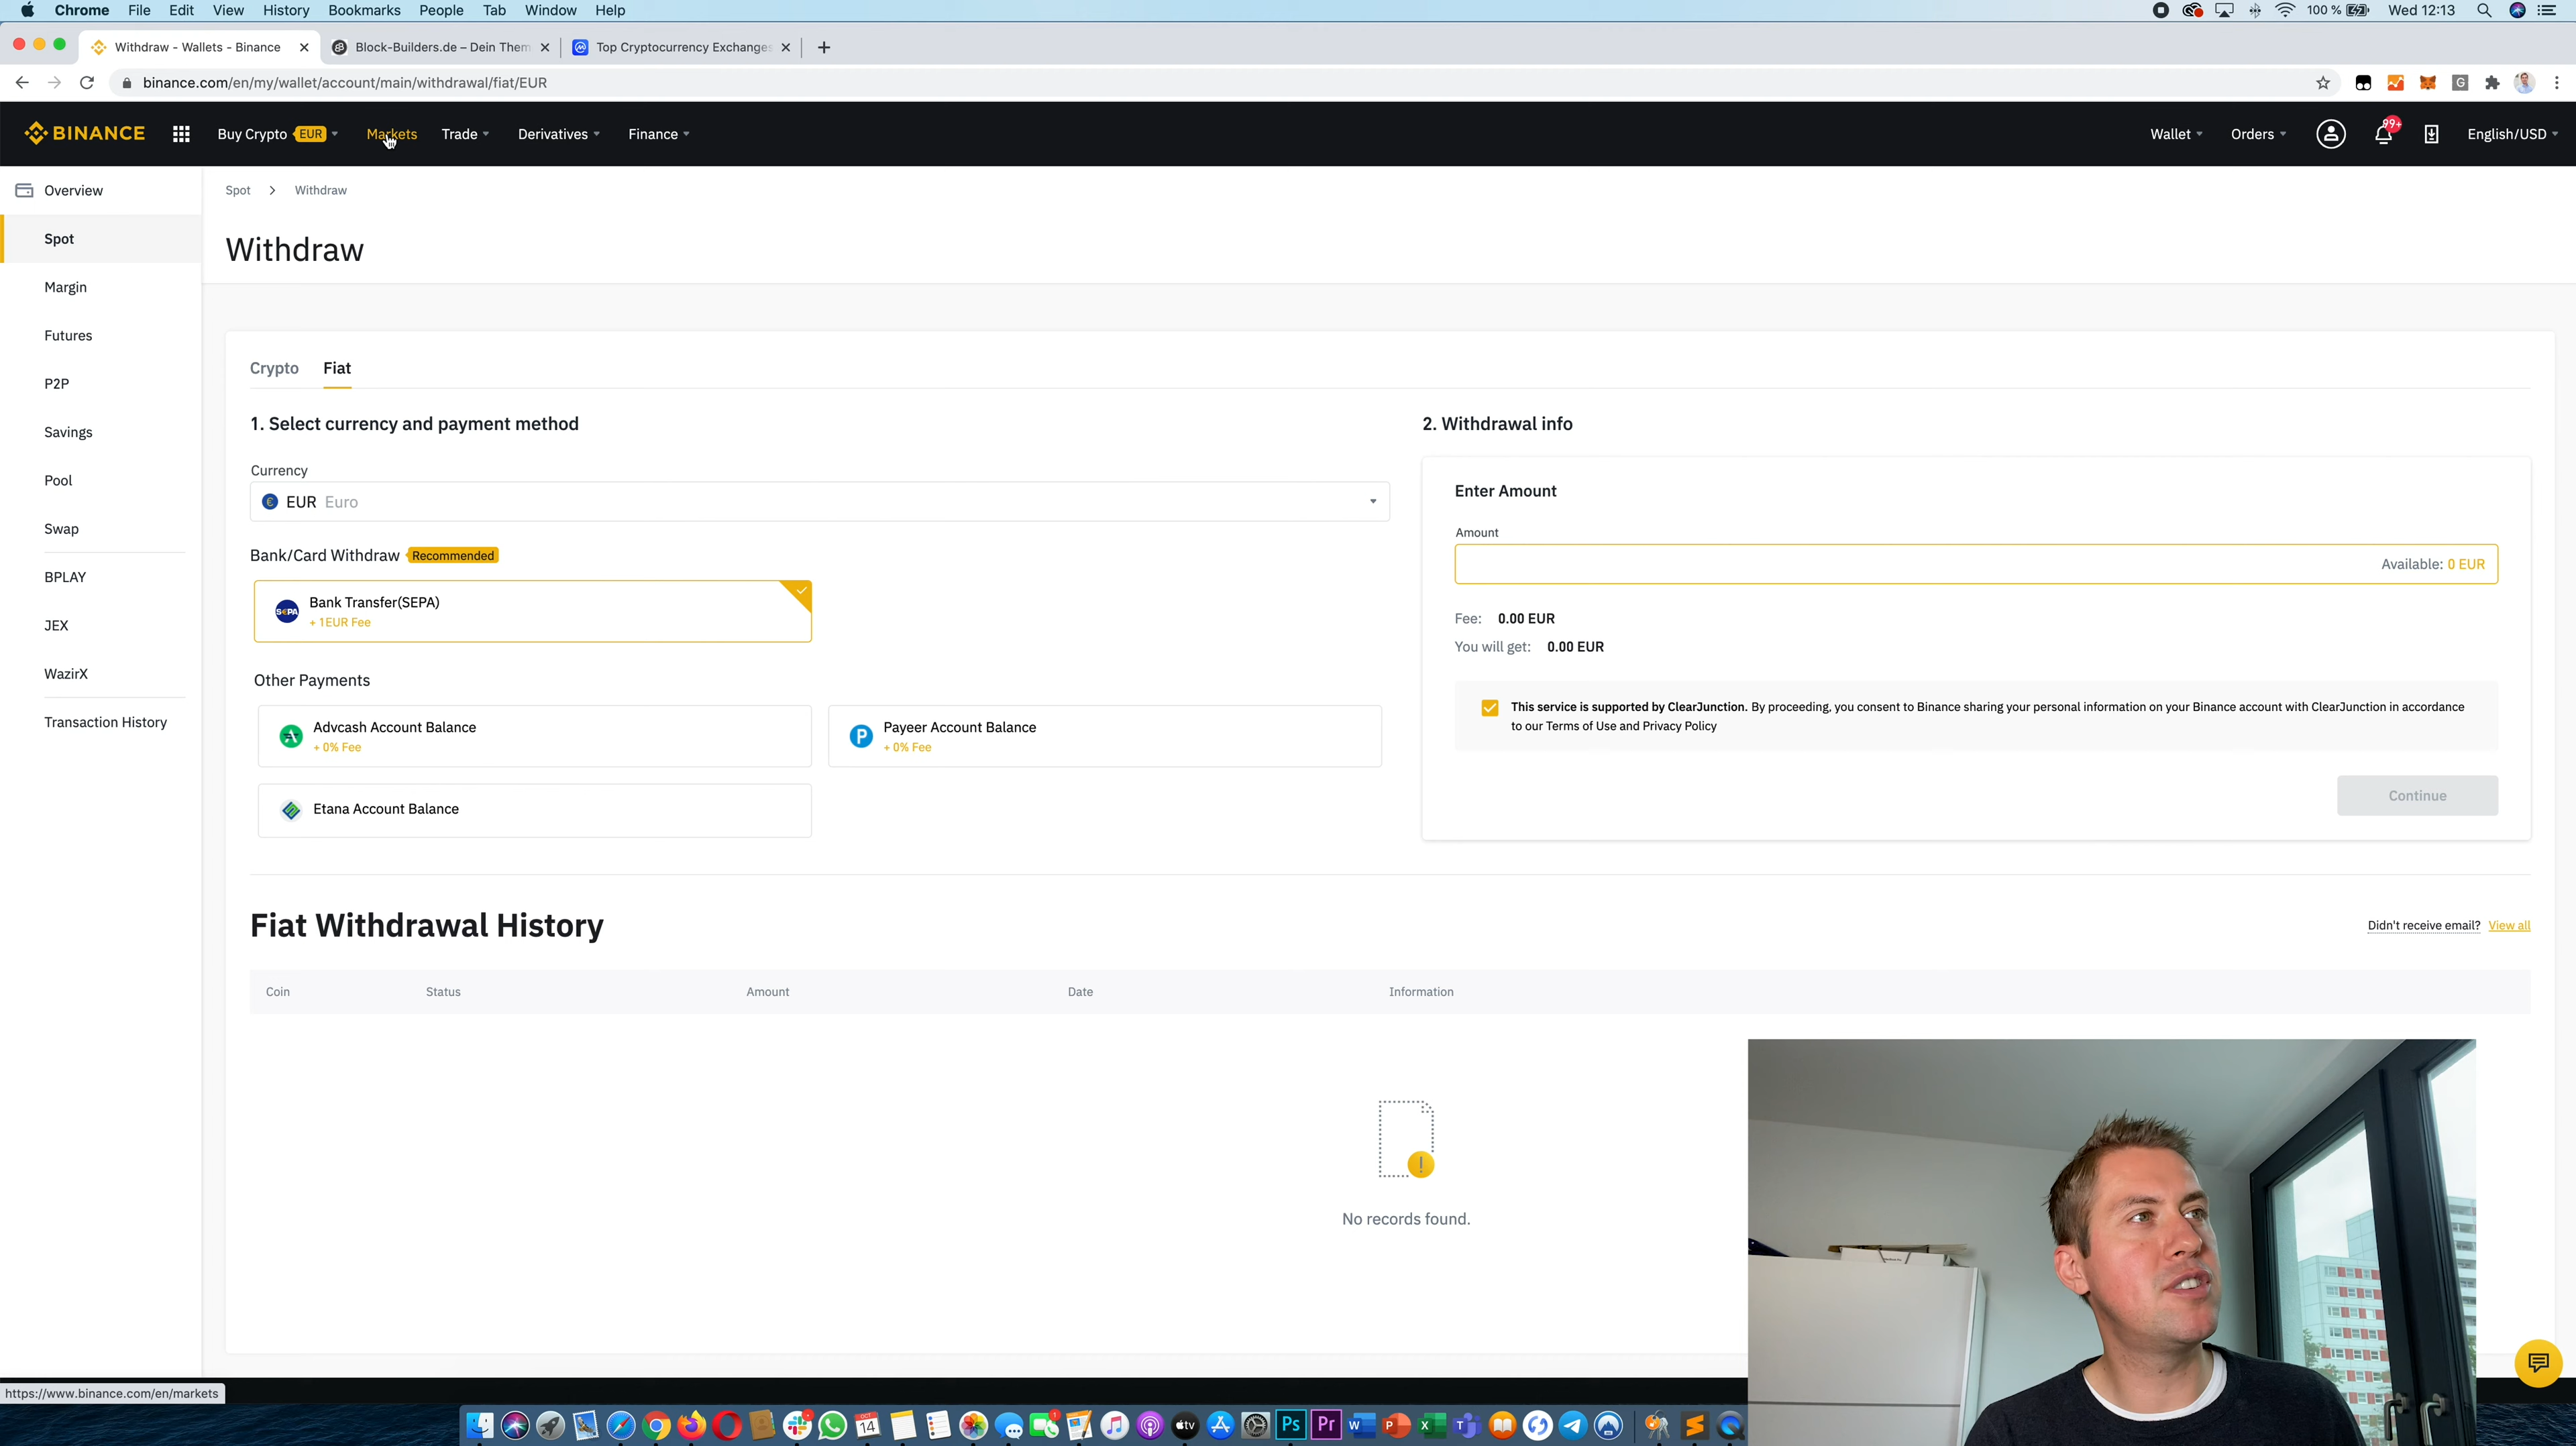 Chrome File Edit View History Bookmarks People Tab Window Help 100 % Wed 12:13
Withdraw - Wallets - Binance Block-Builders.de – Dein Them Top Cryptocurrency Exchanges
binance.com/en/my/wallet/account/main/withdrawal/fiat/EUR
BINANCE Buy Crypto EUR Markets Trade Derivatives Finance Wallet Orders 99+ English/USD
Overview
Spot
Margin
Futures
P2P
Savings
Pool
Swap
BPLAY
JEX
WazirX
Transaction History
Spot > Withdraw
Withdraw
Crypto Fiat
1. Select currency and payment method
Currency
EUR Euro
Bank/Card Withdraw Recommended
S€PA Bank Transfer(SEPA)
+ 1EUR Fee
Other Payments
Advcash Account Balance
+ 0% Fee
Payeer Account Balance
+ 0% Fee
Etana Account Balance
2. Withdrawal info
Enter Amount
Amount
Available: 0 EUR
Fee: 0.00 EUR
You will get: 0.00 EUR
This service is supported by ClearJunction. By proceeding, you consent to Binance sharing your personal information on your Binance account with ClearJunction in accordance
to our Terms of Use and Privacy Policy
Continue
Fiat Withdrawal History
Didn't receive email? View all
Coin Status Amount Date Information
No records found.
https://www.binance.com/en/markets
OCT
14
tv
Ps
Pr
W
P
X
T